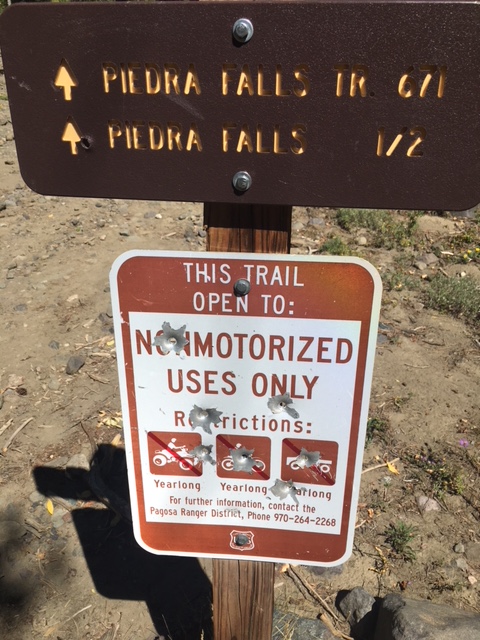 PIEDRA FALLS TR 671
PIEDRA FALLS 1/2
THIS TRAIL
OPEN TO:
NONMOTORIZED
USES ONLY
Restrictions:
Yearlong Yearlong Yearlong
For further information, contact the
Pagosa Ranger District, Phone 970-264-2268